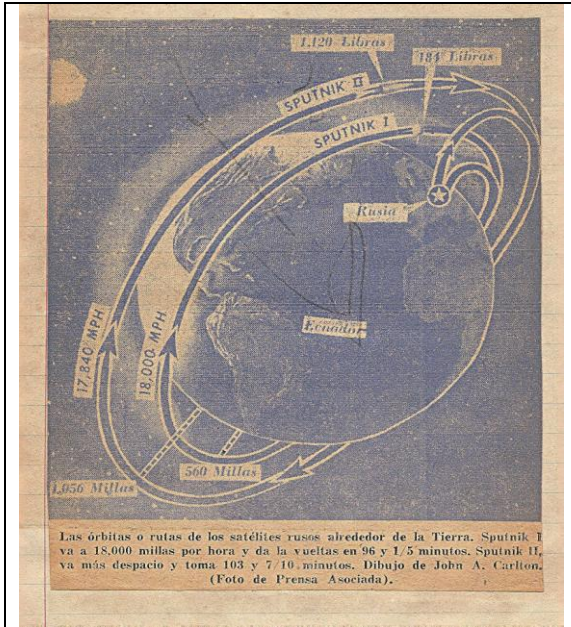 1,120 Libras
184 Libras
SPUTNIK II
SPUTNIK I
Rusia
Ecuador
17,840 MPH
18,000 MPH
560 Millas
1,056 Millas
Las órbitas o rutas de los satélites rusos alrededor de la Tierra. Sputnik I
va a 18,000 millas por hora y da la vueltas en 96 y 1/5 minutos. Sputnik II,
va más despacio y toma 103 y 7/10 minutos. Dibujo de John A. Carlton.
(Foto de Prensa Asociada).